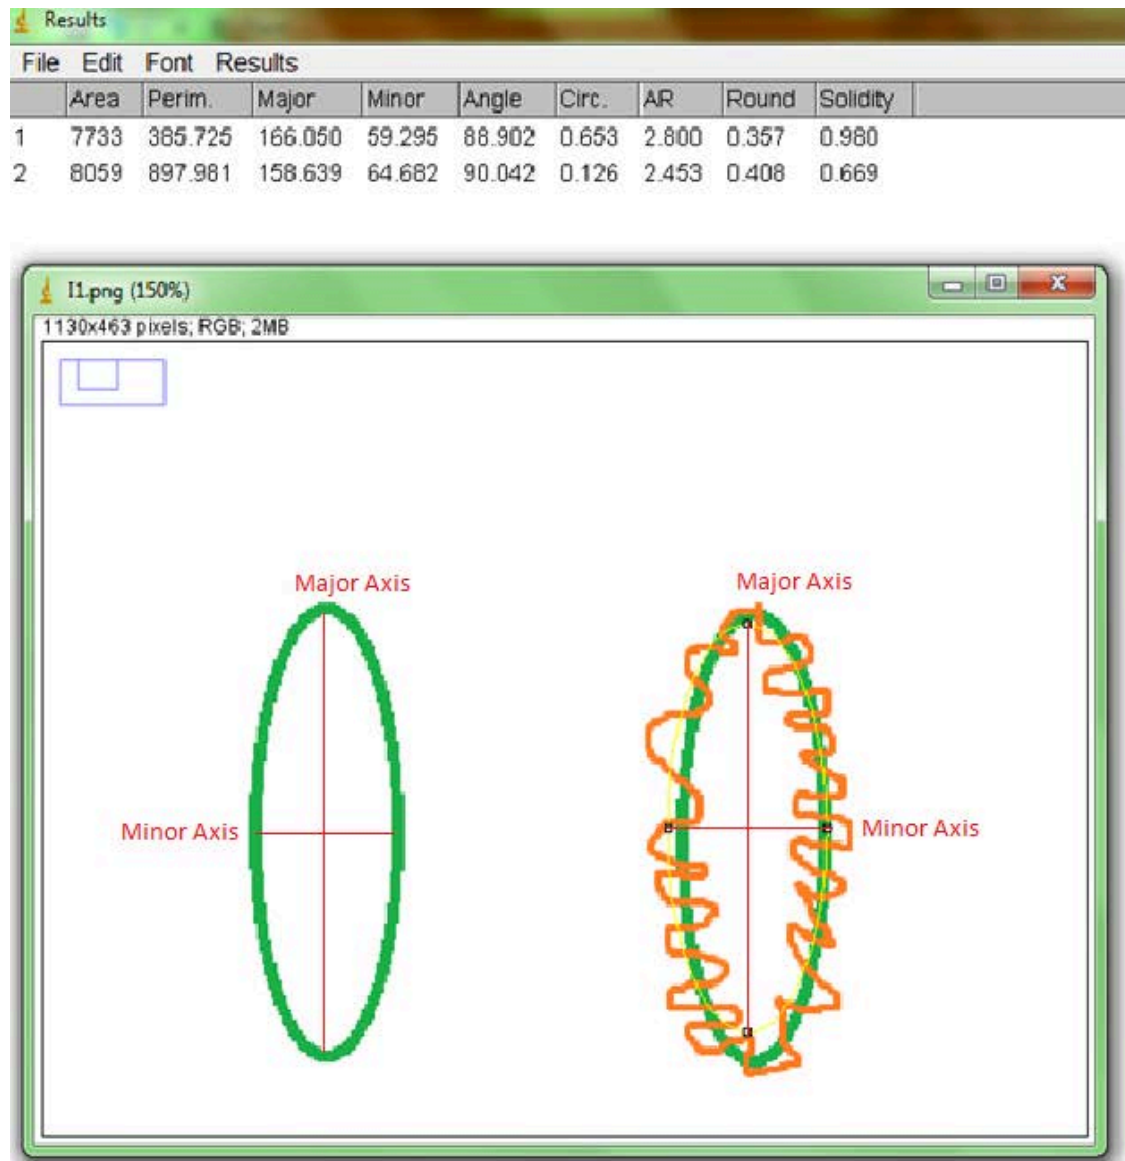 Results
File Edit Font Results
Area Perim. Major Minor Angle Circ. AR Round Solidity
1 7733 385.725 166.050 59.295 88.902 0.653 2.800 0.357 0.980
2 8059 897.981 158.639 64.682 90.042 0.126 2.453 0.408 0.669
I1.png (150%)
1130x463 pixels; RGB; 2MB
Major Axis
Major Axis
Minor Axis
Minor Axis